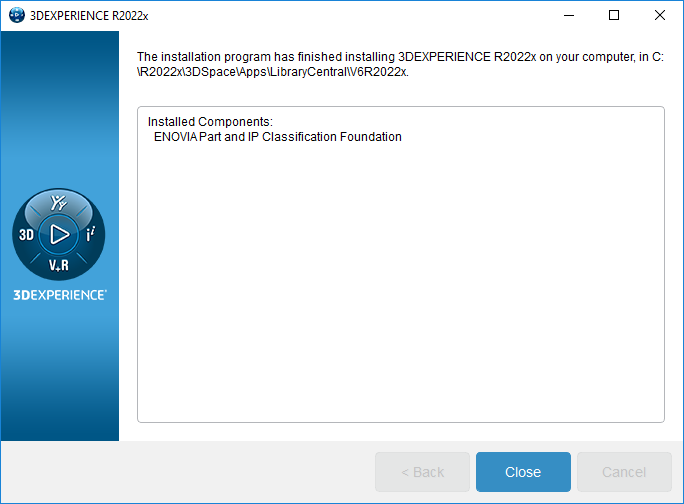 3DEXPERIENCE R2022x
The installation program has finished installing 3DEXPERIENCE R2022x on your computer, in C:
\R2022x\3DSpace\Apps\LibraryCentral\V6R2022x.
Installed Components:
ENOVIA Part and IP Classification Foundation
3D
i²
V+R
3DEXPERIENCE®
< Back
Close
Cancel